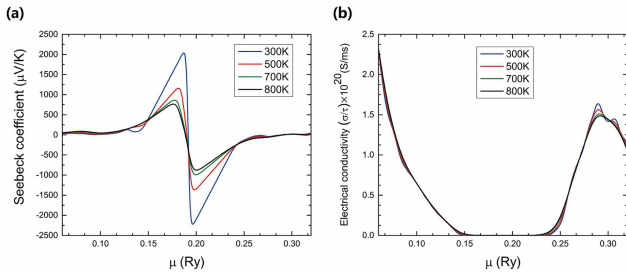 (a)
Seebeck coefficient (μV/K)
2500
2000
1500
1000
500
0
-500
-1000
-1500
-2000
-2500
300K
500K
700K
800K
0.10
0.15
0.20
0.25
0.30
μ (Ry)
(b)
Electrical conductivity (σ/τ)×10²⁰ (S/ms)
2.5
2.0
1.5
1.0
0.5
0.0
300K
500K
700K
800K
0.10
0.15
0.20
0.25
0.30
μ (Ry)